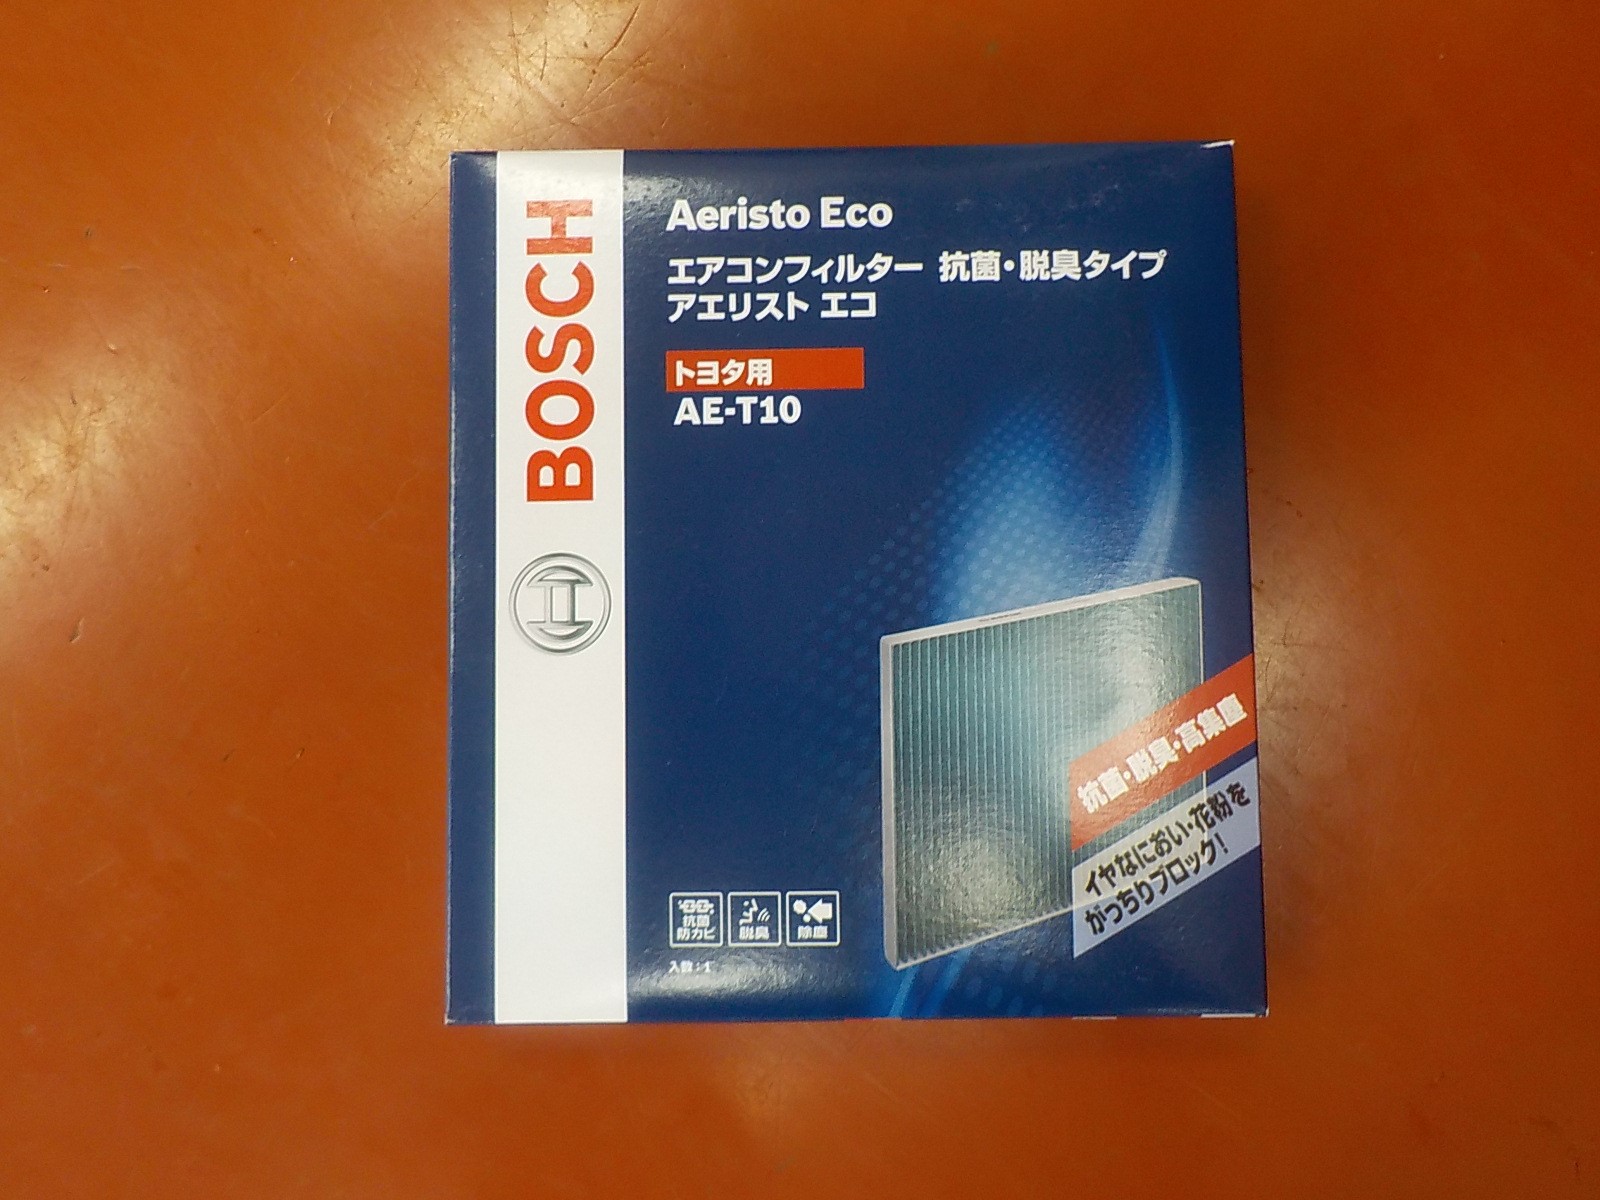 BOSCH
Aeristo Eco
エアコンフィルター 抗菌・脱臭タイプ
アエリスト エコ
トヨタ用
AE-T10
抗菌・脱臭・高集塵
イヤなにおい・花粉を
がっちりブロック!
抗菌
防カビ
脱臭
除塵
入数:1